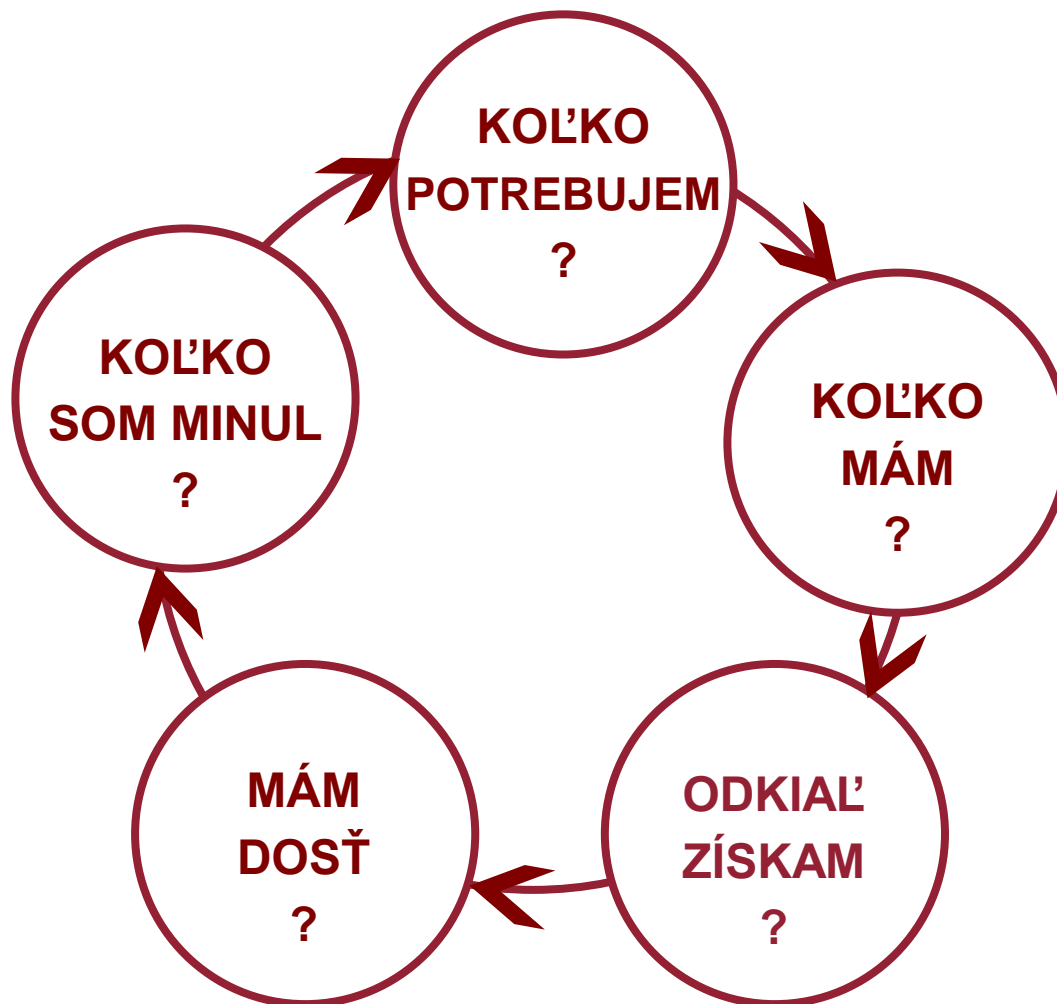 KOĽKO
POTREBUJEM
?
KOĽKO
MÁM
?
ODKIAĽ
ZÍSKAM
?
MÁM
DOSŤ
?
KOĽKO
SOM MINUL
?